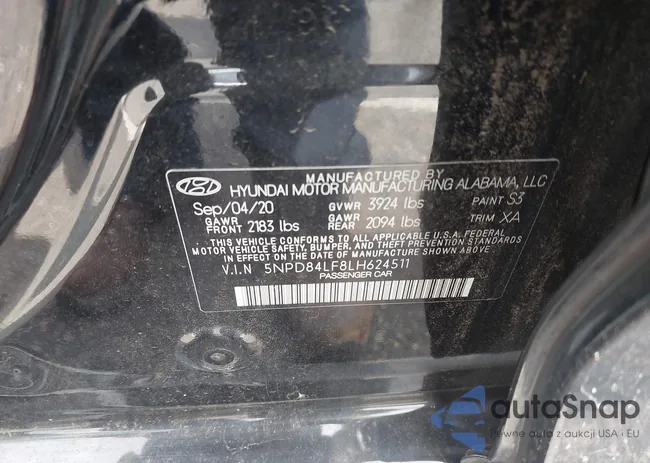 MANUFACTURED BY
HYUNDAI MOTOR MANUFACTURING ALABAMA, LLC
Sep/04/20 GVWR 3924 lbs PAINT S3
GAWR FRONT 2183 lbs GAWR REAR 2094 lbs TRIM XA
THIS VEHICLE CONFORMS TO ALL APPLICABLE U.S.A. FEDERAL
MOTOR VEHICLE SAFETY, BUMPER, AND THEFT PREVENTION STANDARDS
IN EFFECT ON THE DATE OF MANUFACTURE SHOWN ABOVE.
V.I.N 5NPD84LF8LH624511
PASSENGER CAR
autoSnap
Pewne auto z aukcji USA i EU